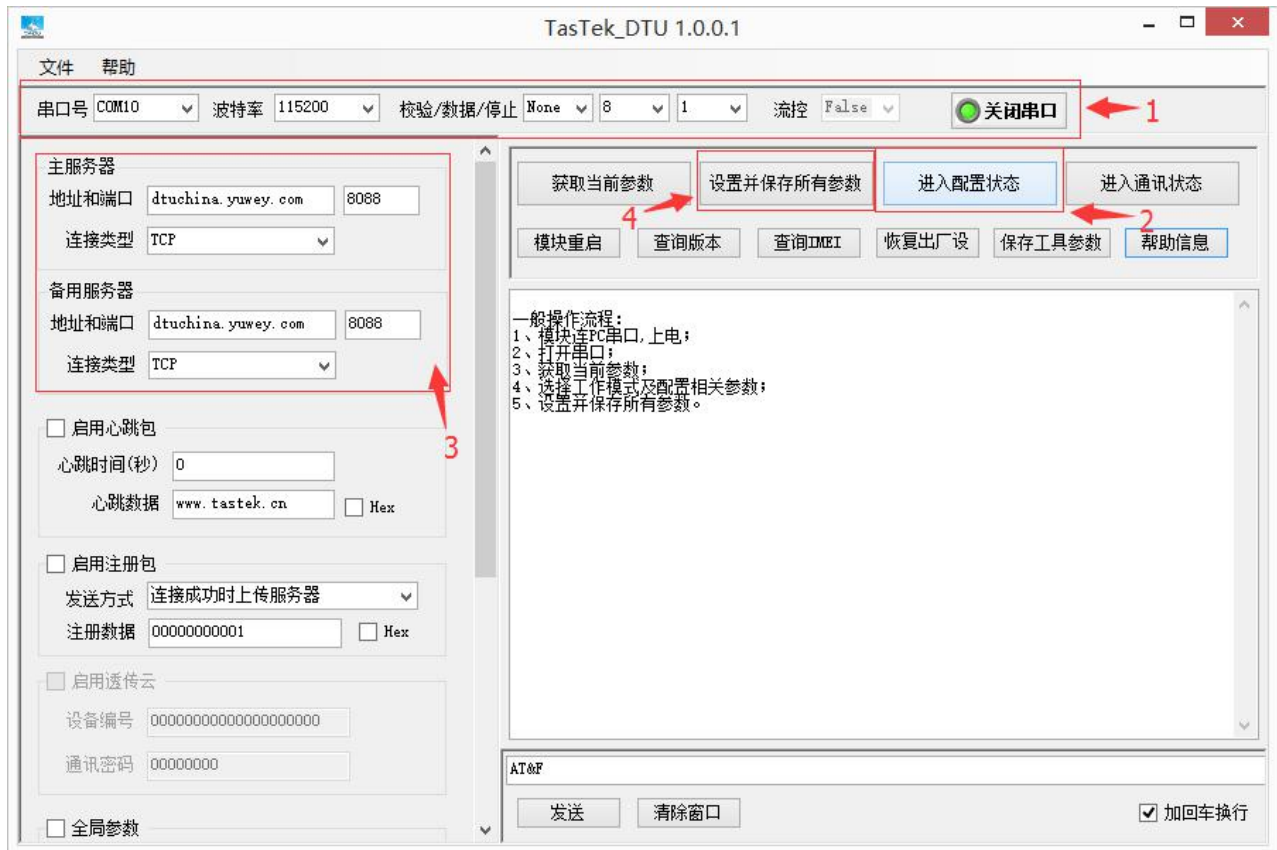 TasTek_DTU 1.0.0.1
文件 帮助
串口号 COM10 波特率 115200 校验/数据/停止 None 8 1 流控 False 关闭串口 1
主服务器
地址和端口 dtuchina.yuwey.com 8088
连接类型 TCP
备用服务器
地址和端口 dtuchina.yuwey.com 8088
连接类型 TCP
3
启用心跳包
心跳时间(秒) 0
心跳数据 www.tastek.cn Hex
启用注册包
发送方式 连接成功时上传服务器
注册数据 00000000001 Hex
启用透传云
设备编号 00000000000000000000
通讯密码 00000000
全局参数
获取当前参数 设置并保存所有参数 进入配置状态 进入通讯状态
4 2
模块重启 查询版本 查询IMEI 恢复出厂设 保存工具参数 帮助信息
一般操作流程：
1、模块连PC串口,上电；
2、打开串口；
3、获取当前参数；
4、选择工作模式及配置相关参数；
5、设置并保存所有参数。
AT&F
发送 清除窗口 加回车换行